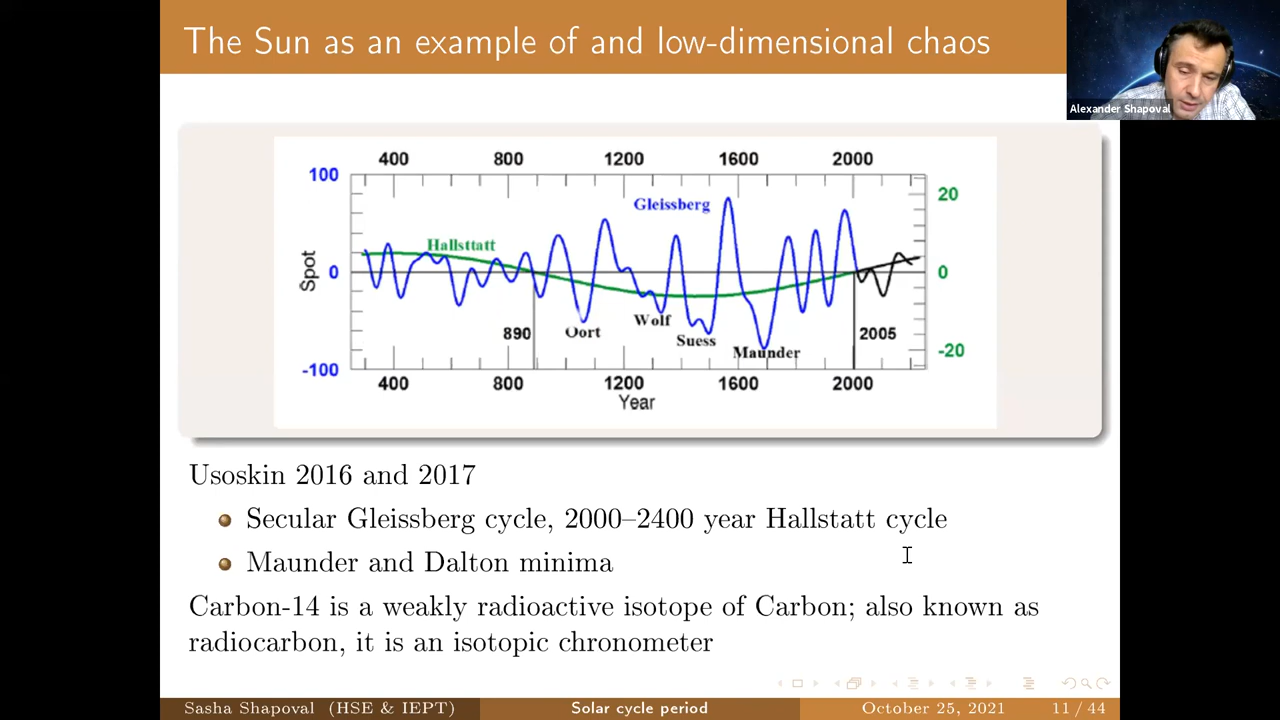 The Sun as an example of and low-dimensional chaos
Alexander Shapoval
400 800 1200 1600 2000
100 20
Gleissberg
Hallsttatt
Spot
0 0
890 Oort Wolf Suess Maunder 2005
-20
-100
400 800 1200 1600 2000
Year
Usoskin 2016 and 2017
Secular Gleissberg cycle, 2000–2400 year Hallstatt cycle
Maunder and Dalton minima
Carbon-14 is a weakly radioactive isotope of Carbon; also known as
radiocarbon, it is an isotopic chronometer
Sasha Shapoval (HSE & IEPT) Solar cycle period October 25, 2021 11 / 44